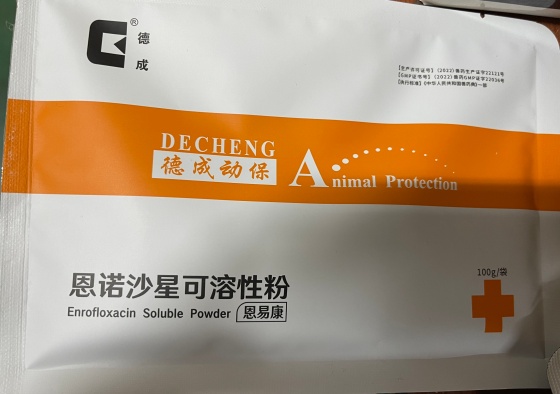 ® 德成
【生产许可证号】(2022)兽药生产证字22121号
【GMP证书号】(2022)兽药GMP证字22036号
【执行标准】《中华人民共和国兽药典》一部
DECHENG
德成动保
Animal Protection
100g/袋
恩诺沙星可溶性粉
Enrofloxacin Soluble Powder 恩易康